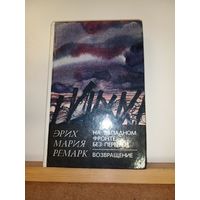 ЭРИХ
МАРИЯ
РЕМАРК
НА ЗАПАДНОМ
ФРОНТЕ
БЕЗ ПЕРЕМЕН
ВОЗВРАЩЕНИЕ